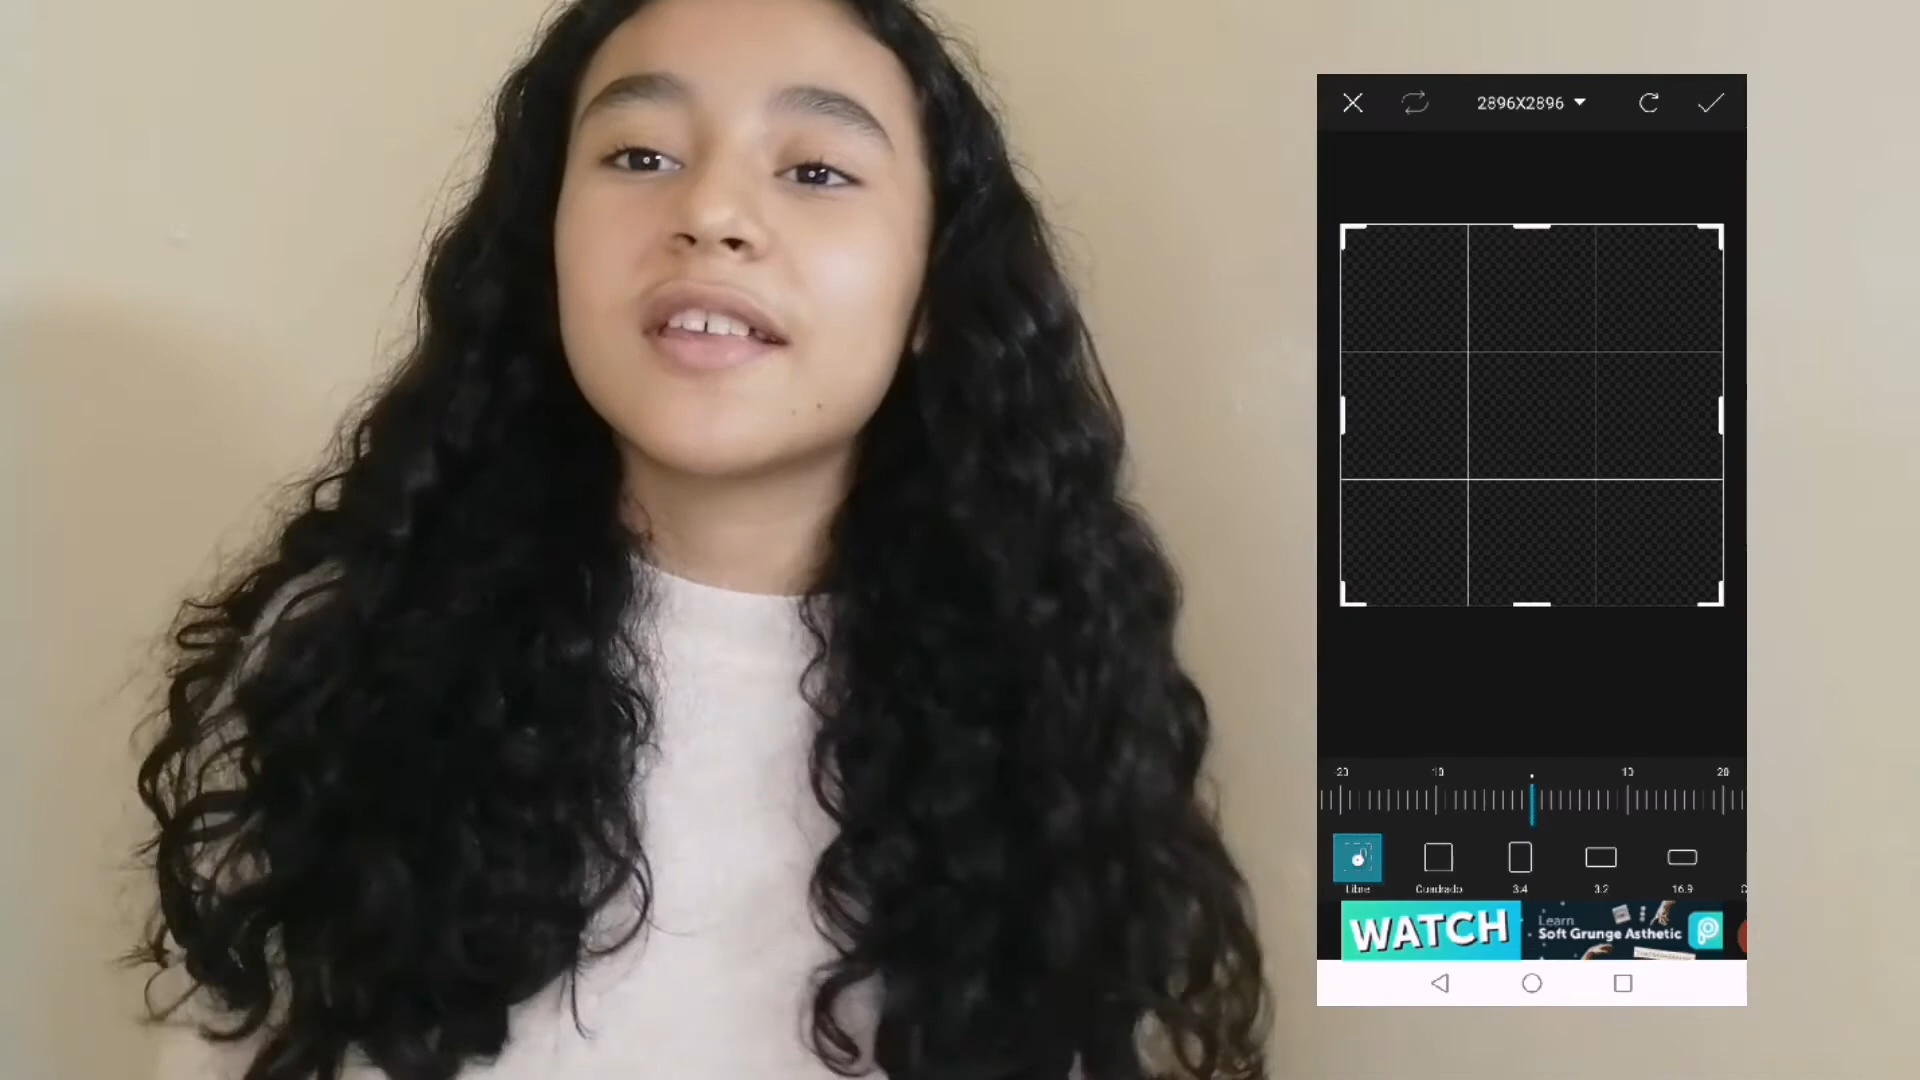 2896X2896
20 10 10 20
Libre Cuadrado 3:4 3:2 16:9
WATCH
Learn
Soft Grunge Asthetic